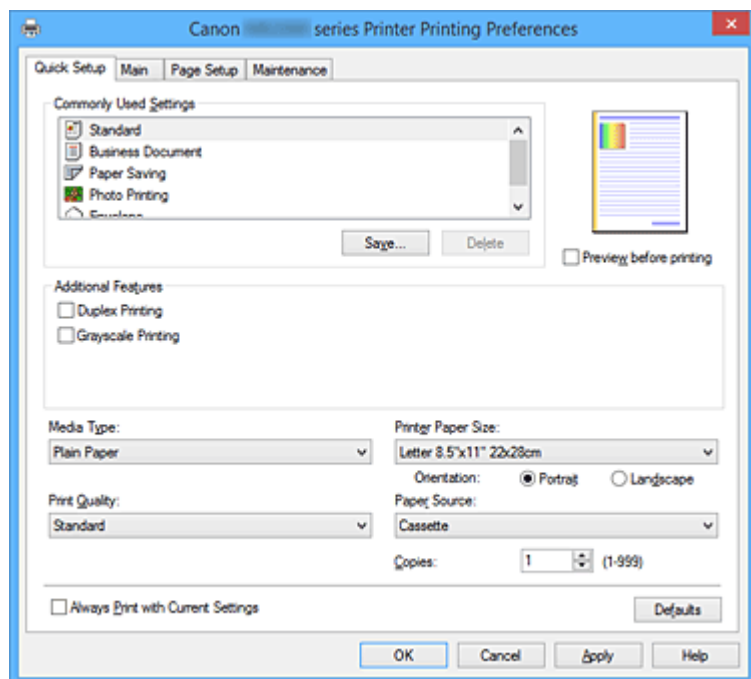 Canon series Printer Printing Preferences
Quick Setup Main Page Setup Maintenance
Commonly Used Settings
Standard
Business Document
Paper Saving
Photo Printing
Save... Delete
Preview before printing
Additional Features
Duplex Printing
Grayscale Printing
Media Type: Printer Paper Size:
Plain Paper Letter 8.5"x11" 22x28cm
Orientation: Portrait Landscape
Print Quality: Paper Source:
Standard Cassette
Copies: 1 (1-999)
Always Print with Current Settings Defaults
OK Cancel Apply Help